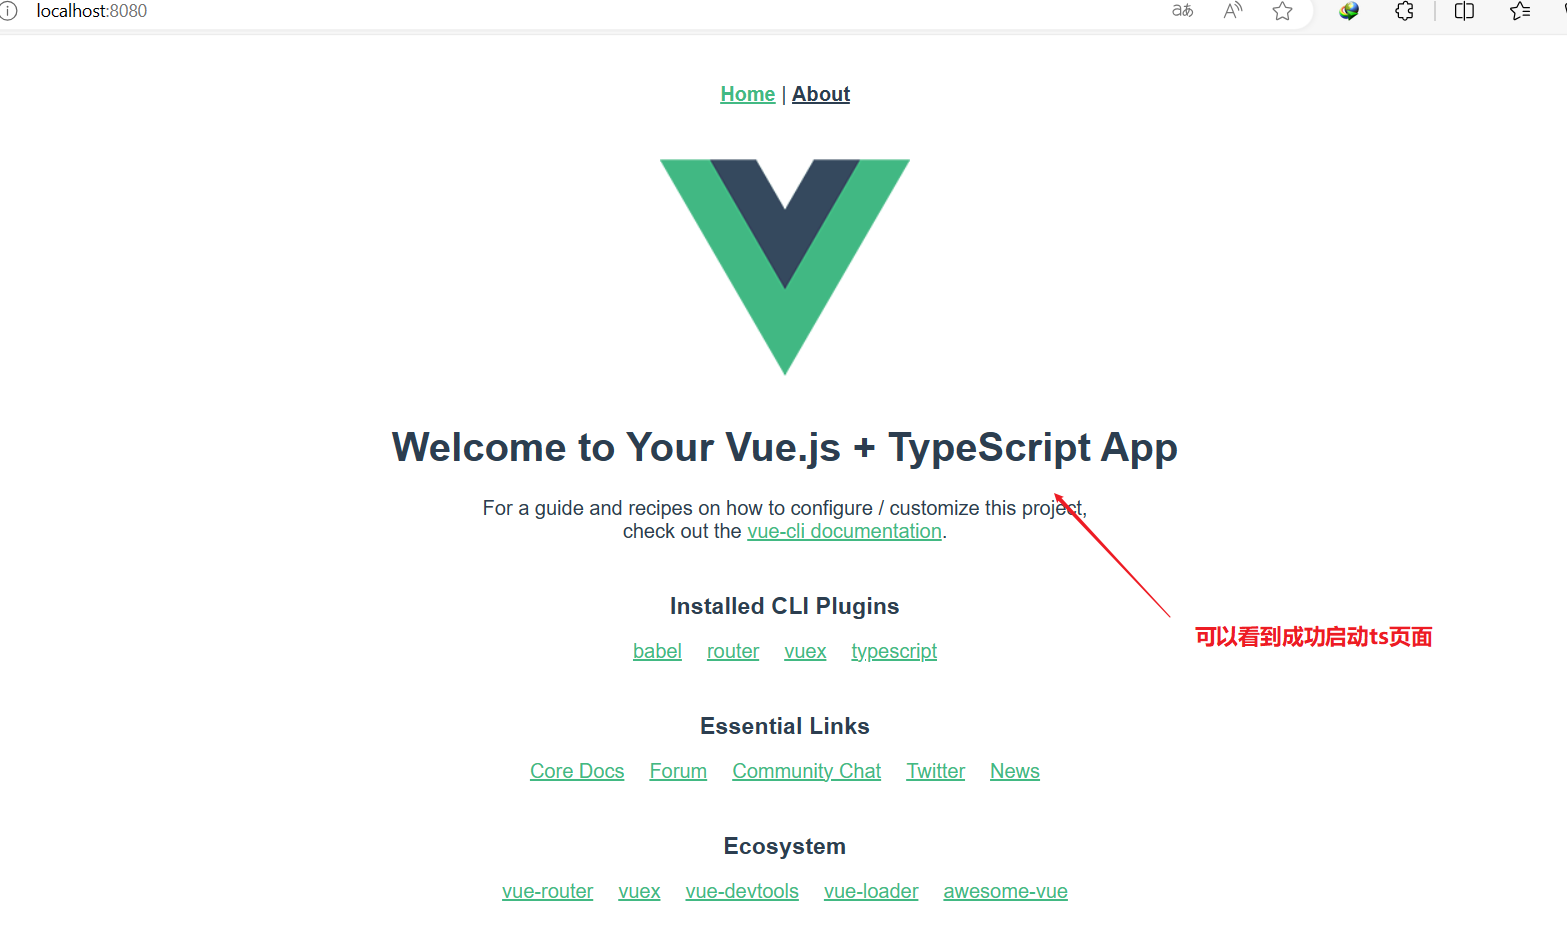 localhost:8080
aあ A
Home | About
Welcome to Your Vue.js + TypeScript App
For a guide and recipes on how to configure / customize this project,
check out the vue-cli documentation.
Installed CLI Plugins
babel router vuex typescript
可以看到成功启动ts页面
Essential Links
Core Docs Forum Community Chat Twitter News
Ecosystem
vue-router vuex vue-devtools vue-loader awesome-vue